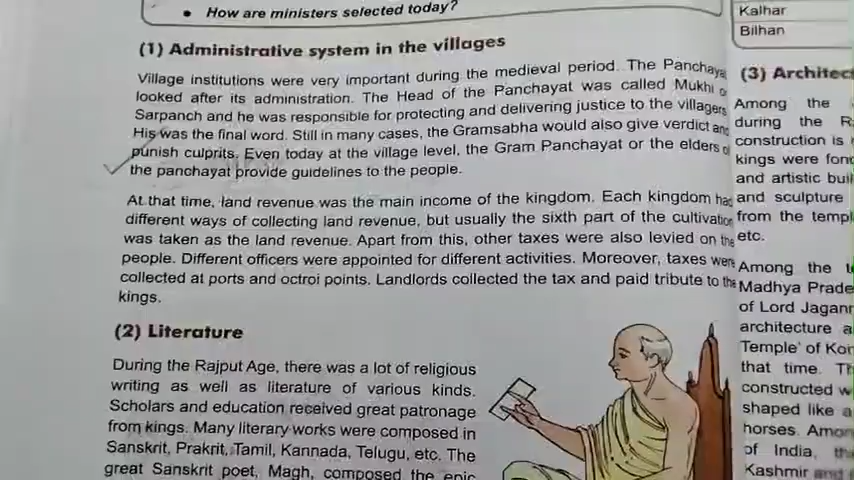 • How are ministers selected today?
(1) Administrative system in the villages
Village institutions were very important during the medieval period. The Panchayat
looked after its administration. The Head of the Panchayat was called Mukhi or
Sarpanch and he was responsible for protecting and delivering justice to the villagers
His was the final word. Still in many cases, the Gramsabha would also give verdict and
punish culprits. Even today at the village level, the Gram Panchayat or the elders of
the panchayat provide guidelines to the people.
At that time, land revenue was the main income of the kingdom. Each kingdom had
different ways of collecting land revenue, but usually the sixth part of the cultivation
was taken as the land revenue. Apart from this, other taxes were also levied on the
people. Different officers were appointed for different activities. Moreover, taxes were
collected at ports and octroi points. Landlords collected the tax and paid tribute to the
kings.
(2) Literature
During the Rajput Age, there was a lot of religious
writing as well as literature of various kinds.
Scholars and education received great patronage
from kings. Many literary works were composed in
Sanskrit, Prakrit, Tamil, Kannada, Telugu, etc. The
great Sanskrit poet, Magh, composed the epic
Kalhar
Bilhan
(3) Architec
Among the
during the R
construction is
kings were fond
and artistic buil
and sculpture
from the templ
etc.
Among the te
Madhya Prade
of Lord Jagann
architecture a
Temple' of Kon
that time. Th
constructed w
shaped like a
horses. Among
of India, the
Kashmir and